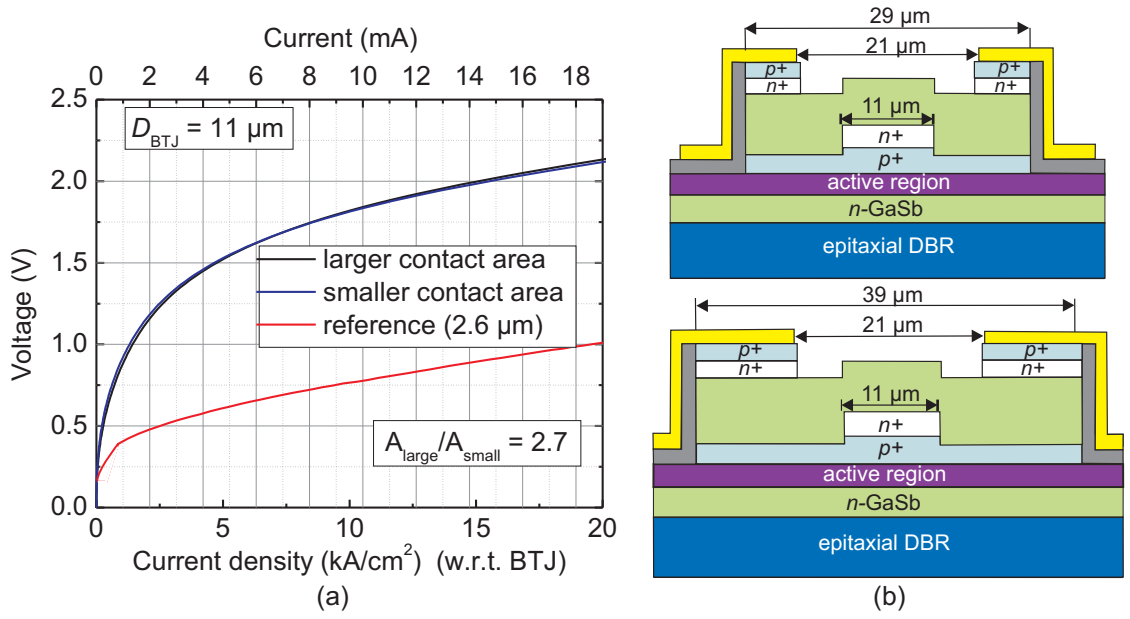 Current (mA)
0 2 4 6 8 10 12 14 16 18
2.5
2.0
1.5
1.0
0.5
0.0
Voltage (V)
D_BTJ = 11 µm
larger contact area
smaller contact area
reference (2.6 µm)
A_large/A_small = 2.7
0 5 10 15 20
Current density (kA/cm²) (w.r.t. BTJ)
(a)
29 µm
21 µm
p+ p+
n+ n+
11 µm
n+
p+
active region
n-GaSb
epitaxial DBR
39 µm
21 µm
p+ p+
n+ n+
11 µm
n+
p+
active region
n-GaSb
epitaxial DBR
(b)